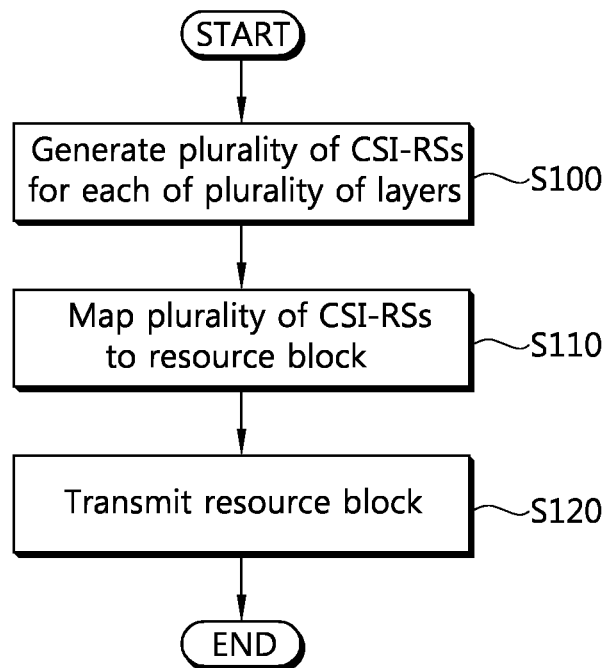 START
Generate plurality of CSI-RSs
for each of plurality of layers
S100
Map plurality of CSI-RSs
to resource block
S110
Transmit resource block
S120
END